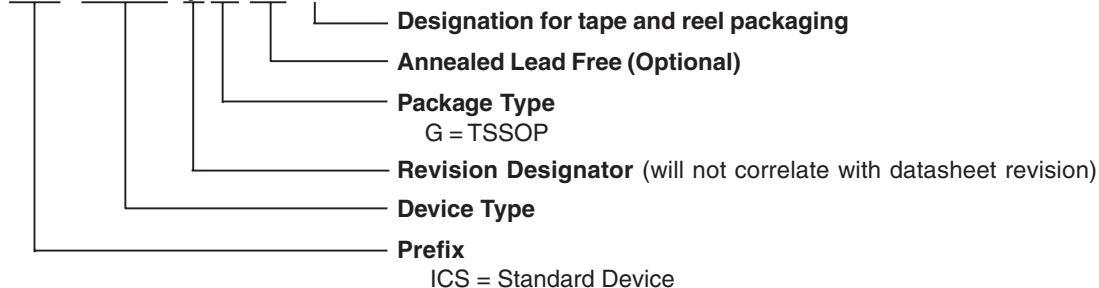 Designation for tape and reel packaging
Annealed Lead Free (Optional)
Package Type
G = TSSOP
Revision Designator (will not correlate with datasheet revision)
Device Type
Prefix
ICS = Standard Device